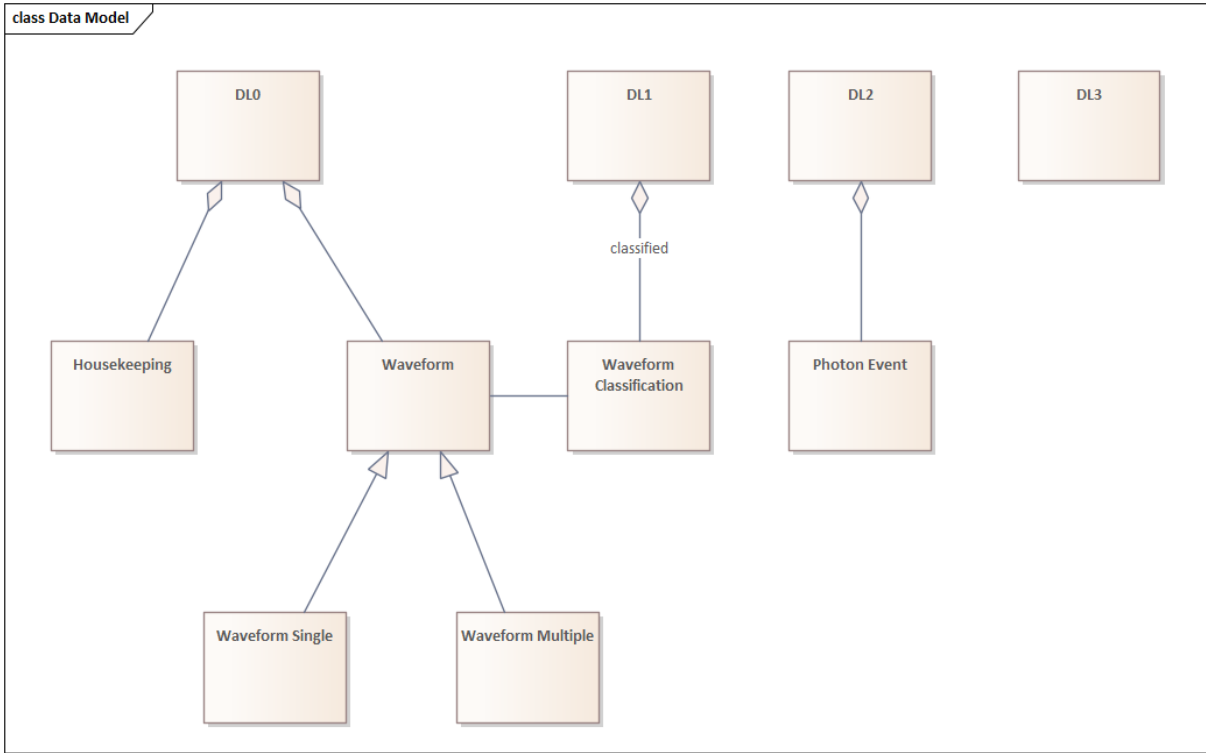 class Data Model
DL0
DL1
DL2
DL3
classified
Housekeeping
Waveform
Waveform
Classification
Photon Event
Waveform Single
Waveform Multiple